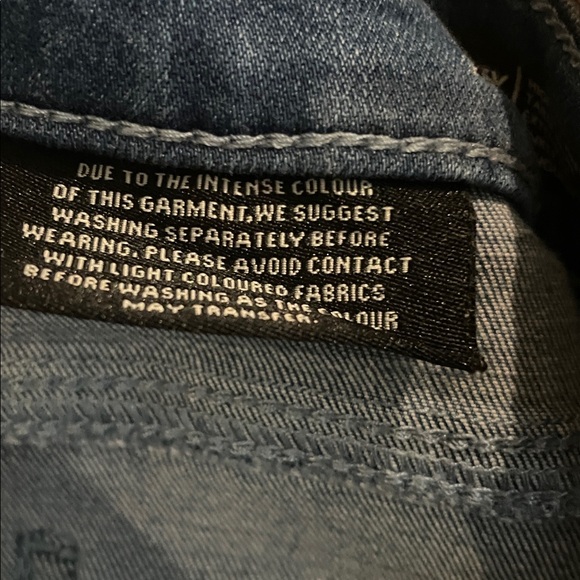 DUE TO THE INTENSE COLOUR
OF THIS GARMENT,WE SUGGEST
WASHING SEPARATELY BEFORE
WEARING. PLEASE AVOID CONTACT
WITH LIGHT COLOURED FABRICS
BEFORE WASHING AS THE COLOUR
MAY TRANSFER.